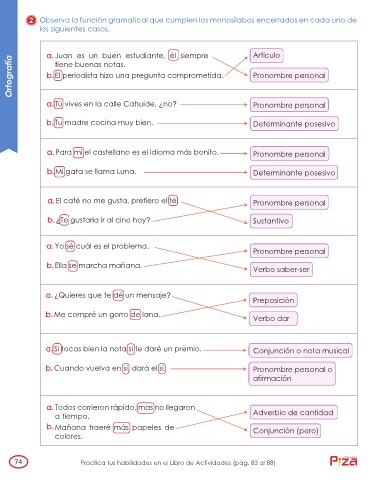 Ortografía
2 Observa la función gramatical que cumplen los monosílabos encerrados en cada uno de
los siguientes casos.
a. Juan es un buen estudiante, él siempre
tiene buenas notas.
Artículo
b. El periodista hizo una pregunta comprometida.
Pronombre personal
a. Tú vives en la calle Cahuide, ¿no?
Pronombre personal
b. Tu madre cocina muy bien.
Determinante posesivo
a. Para mí el castellano es el idioma más bonito.
Pronombre personal
b. Mi gata se llama Luna.
Determinante posesivo
a. El café no me gusta, prefiero el té.
Pronombre personal
b. ¿Te gustaría ir al cine hoy?
Sustantivo
a. Yo sé cuál es el problema.
Pronombre personal
b. Ella se marcha mañana.
Verbo saber-ser
a. ¿Quieres que te dé un mensaje?
Preposición
b. Me compré un gorro de lana.
Verbo dar
a. Si tocas bien la nota si te daré un premio.
Conjunción o nota musical
b. Cuando vuelva en sí, dará el sí.
Pronombre personal o
afirmación
a. Todos corrieron rápido, mas no llegaron
a tiempo.
Adverbio de cantidad
b. Mañana traeré más papeles de
colores.
Conjunción (pero)
74
Practica tus habilidades en el Libro de Actividades (pág. 83 al 88)